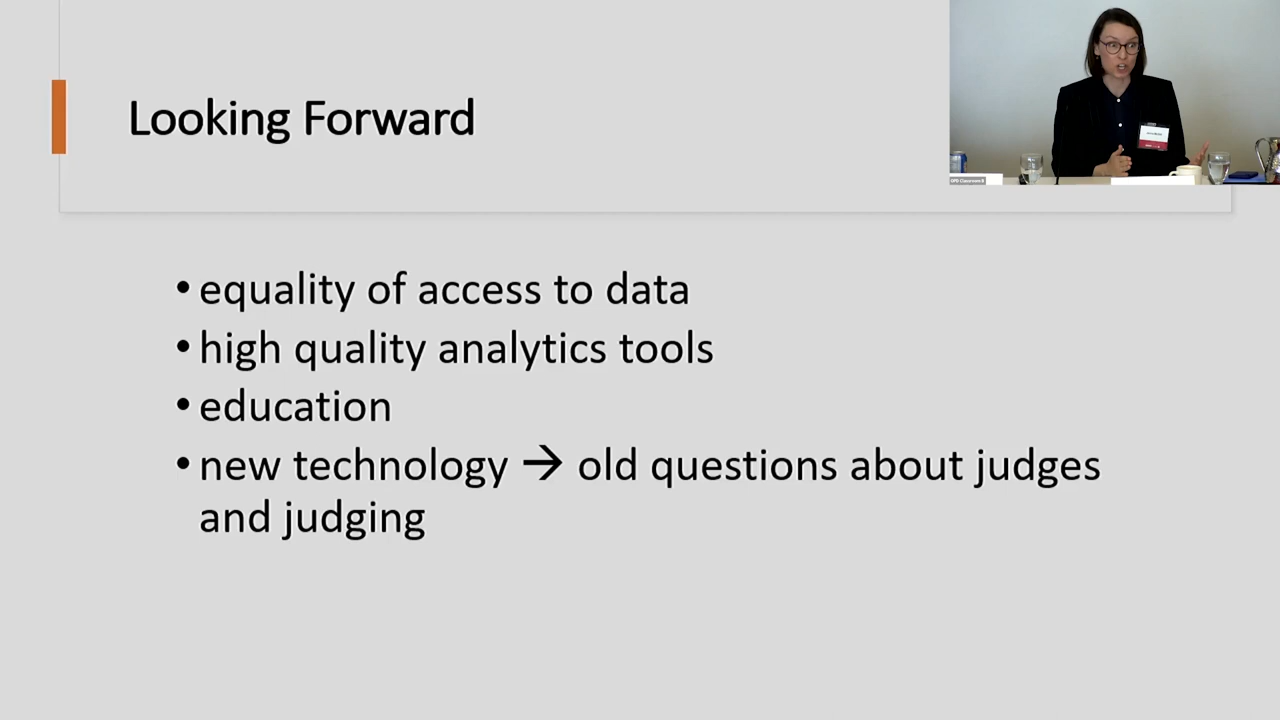 Looking Forward
• equality of access to data
• high quality analytics tools
• education
• new technology → old questions about judges
and judging